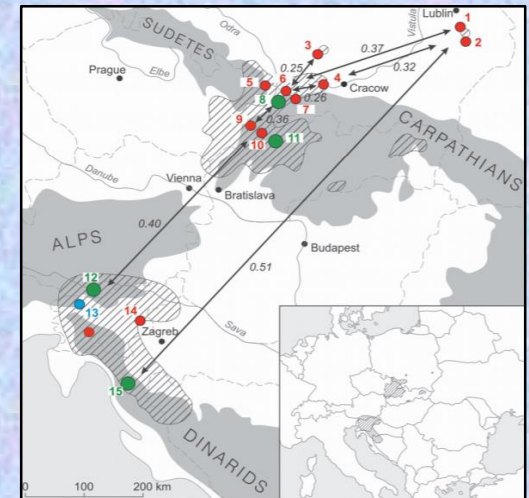 Lublin
1
2
SUDETES
Odra
Vistula
3
0.37
0.25
0.32
Prague
Elbe
5
6
4
Cracow
8
7
0.26
9
0.36
10
11
CARPATHIANS
Danube
Vienna
Bratislava
ALPS
0.40
Budapest
0.51
12
13
14
Zagreb
Sava
15
DINARIDS
0 100 200 km